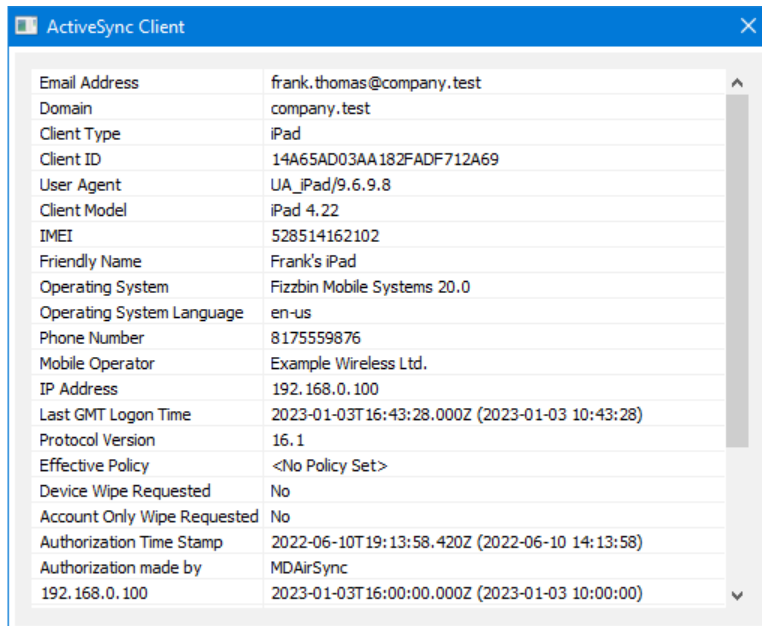 ActiveSync Client
Email Address frank.thomas@company.test
Domain company.test
Client Type iPad
Client ID 14A65AD03AA182FADF712A69
User Agent UA_iPad/9.6.9.8
Client Model iPad 4.22
IMEI 528514162102
Friendly Name Frank's iPad
Operating System Fizzbin Mobile Systems 20.0
Operating System Language en-us
Phone Number 8175559876
Mobile Operator Example Wireless Ltd.
IP Address 192.168.0.100
Last GMT Logon Time 2023-01-03T16:43:28.000Z (2023-01-03 10:43:28)
Protocol Version 16.1
Effective Policy <No Policy Set>
Device Wipe Requested No
Account Only Wipe Requested No
Authorization Time Stamp 2022-06-10T19:13:58.420Z (2022-06-10 14:13:58)
Authorization made by MDAirSync
192.168.0.100 2023-01-03T16:00:00.000Z (2023-01-03 10:00:00)